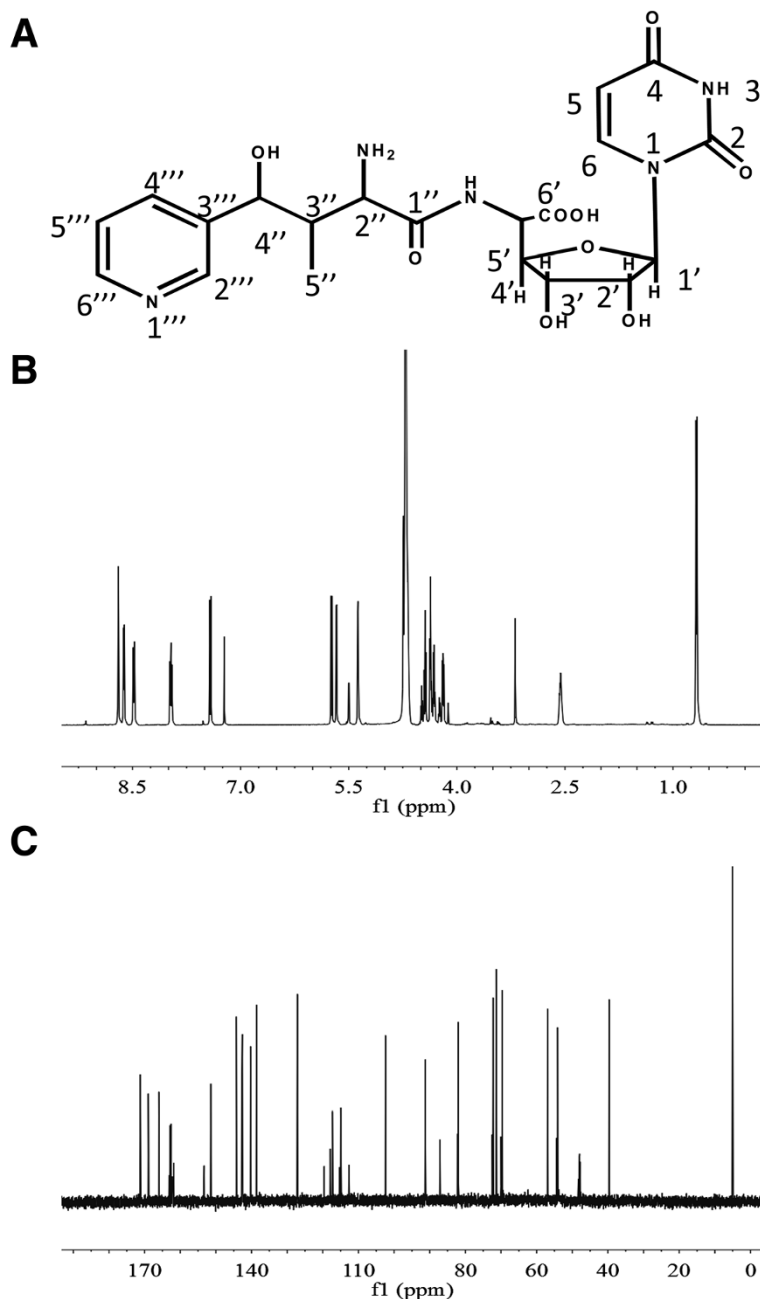 A
O
5
4
NH
3
OH
NH₂
1
2
6
N
O
4'''
3'''
3''
1''
H
N
6'
COOH
5'''
4''
2''
O
5'
O
6'''
2'''
5''
H
H
1'
N
4'
H
3'
2'
H
1'''
OH
OH
B
8.5 7.0 5.5 4.0 2.5 1.0
f1 (ppm)
C
170 140 110 80 60 40 20 0
f1 (ppm)